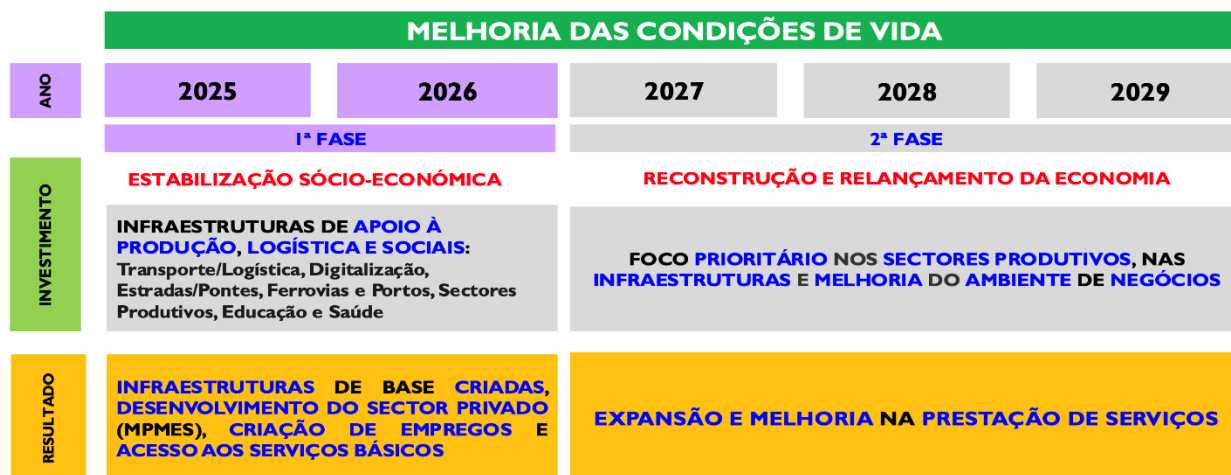 MELHORIA DAS CONDIÇÕES DE VIDA
ANO
2025
2026
2027
2028
2029
1ª FASE
2ª FASE
INVESTIMENTO
ESTABILIZAÇÃO SÓCIO-ECONÓMICA
RECONSTRUÇÃO E RELANÇAMENTO DA ECONOMIA
INFRAESTRUTURAS DE APOIO À
PRODUÇÃO, LOGÍSTICA E SOCIAIS:
Transporte/Logística, Digitalização,
Estradas/Pontes, Ferrovias e Portos, Sectores
Produtivos, Educação e Saúde
FOCO PRIORITÁRIO NOS SECTORES PRODUTIVOS, NAS
INFRAESTRUTURAS E MELHORIA DO AMBIENTE DE NEGÓCIOS
RESULTADO
INFRAESTRUTURAS DE BASE CRIADAS,
DESENVOLVIMENTO DO SECTOR PRIVADO
(MPMES), CRIAÇÃO DE EMPREGOS E
ACESSO AOS SERVIÇOS BÁSICOS
EXPANSÃO E MELHORIA NA PRESTAÇÃO DE SERVIÇOS